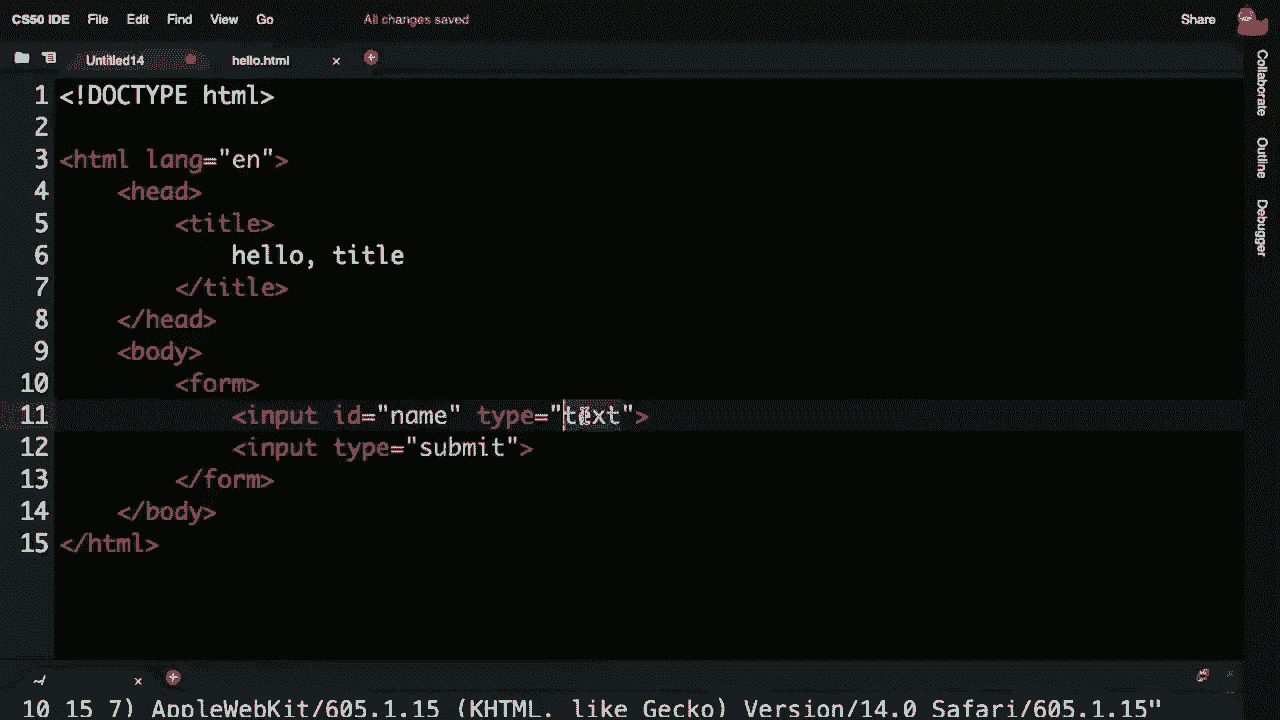 CS50 IDE File Edit Find View Go All changes saved Share
Untitled14 hello.html ×
Collaborate
Outline
Debugger
1 <!DOCTYPE html>
2
3 <html lang="en">
4 <head>
5 <title>
6 hello, title
7 </title>
8 </head>
9 <body>
10 <form>
11 <input id="name" type="text">
12 <input type="submit">
13 </form>
14 </body>
15 </html>
~/ ×
10 15 7) AppleWebKit/605.1.15 (KHTML, like Gecko) Version/14.0 Safari/605.1.15"